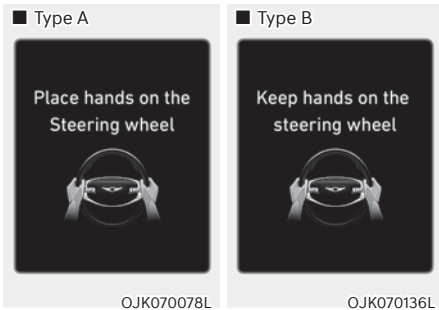 ■ Type A
Place hands on the
Steering wheel
OJK070078L
■ Type B
Keep hands on the
steering wheel
OJK070136L